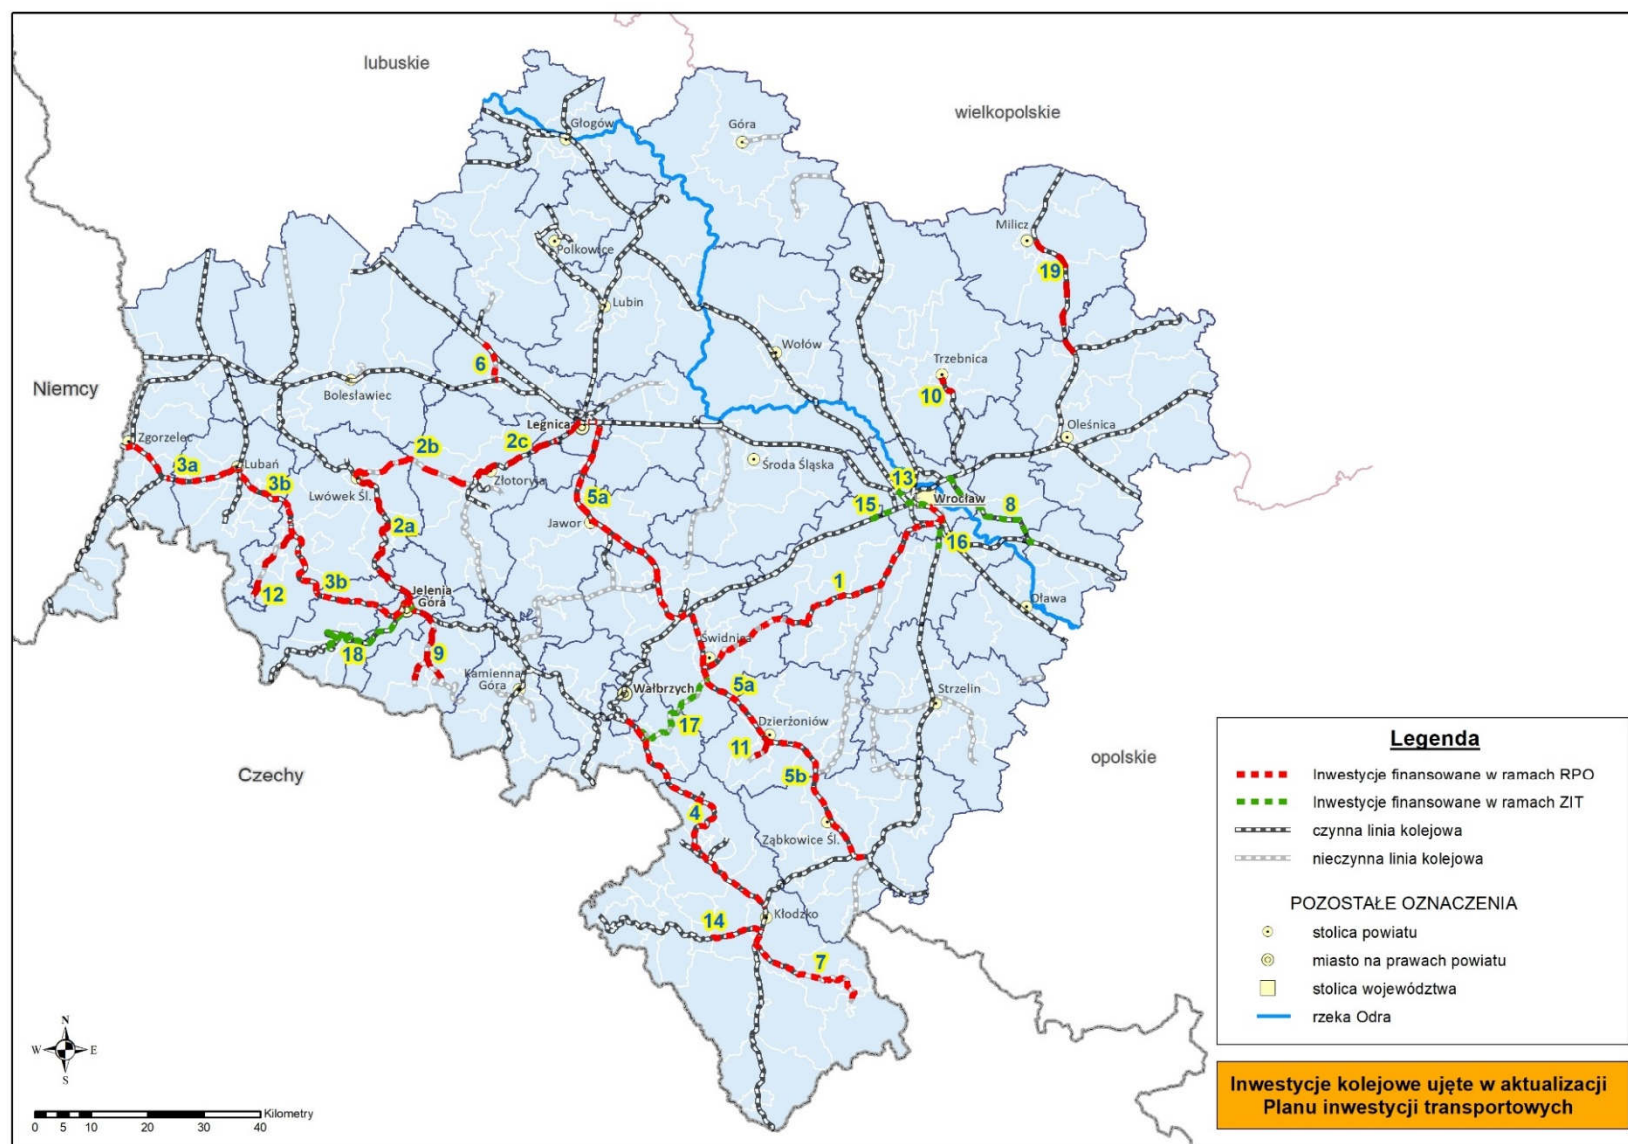 lubuskie
wielkopolskie
Głogów
Góra
Milicz
19
Polkowice
Lubin
Wołów
Trzebnica
6
10
Niemcy
Bolesławiec
Legnica
Oleśnica
Zgorzelec
2b
2c
3a
Lubań
3b
Lwówek Śl.
Złotoryja
Środa Śląska
13
Wrocław
5a
15
8
Jawor
2a
16
1
12
3b
Jelenia
Góra
Oława
18
9
Świdnica
Kamienna
Góra
Wałbrzych
5a
Strzelin
17
Dzierżoniów
11
5b
opolskie
Czechy
4
Ząbkowice Śl.
14
Kłodzko
7
Legenda
Inwestycje finansowane w ramach RPO
Inwestycje finansowane w ramach ZIT
czynna linia kolejowa
nieczynna linia kolejowa
POZOSTAŁE OZNACZENIA
stolica powiatu
miasto na prawach powiatu
stolica województwa
rzeka Odra
N
W E
S
Kilometry
0 5 10 20 30 40
Inwestycje kolejowe ujęte w aktualizacji
Planu inwestycji transportowych